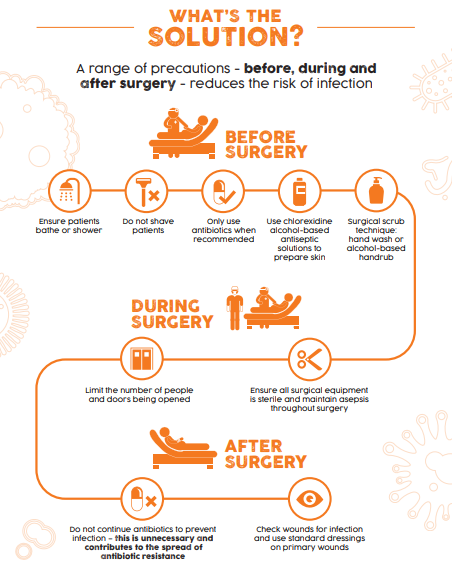 WHAT'S THE
SOLUTION?
A range of precautions - before, during and
after surgery - reduces the risk of infection
BEFORE
SURGERY
Ensure patients
bathe or shower
Do not shave
patients
Only use
antibiotics when
recommended
Use chlorexidine
alcohol-based
antiseptic
solutions to
prepare skin
Surgical scrub
technique:
hand wash or
alcohol-based
handrub
DURING
SURGERY
Limit the number of people
and doors being opened
Ensure all surgical equipment
is sterile and maintain asepsis
throughout surgery
AFTER
SURGERY
Do not continue antibiotics to prevent
infection - this is unnecessary and
contributes to the spread of
antibiotic resistance
Check wounds for infection
and use standard dressings
on primary wounds